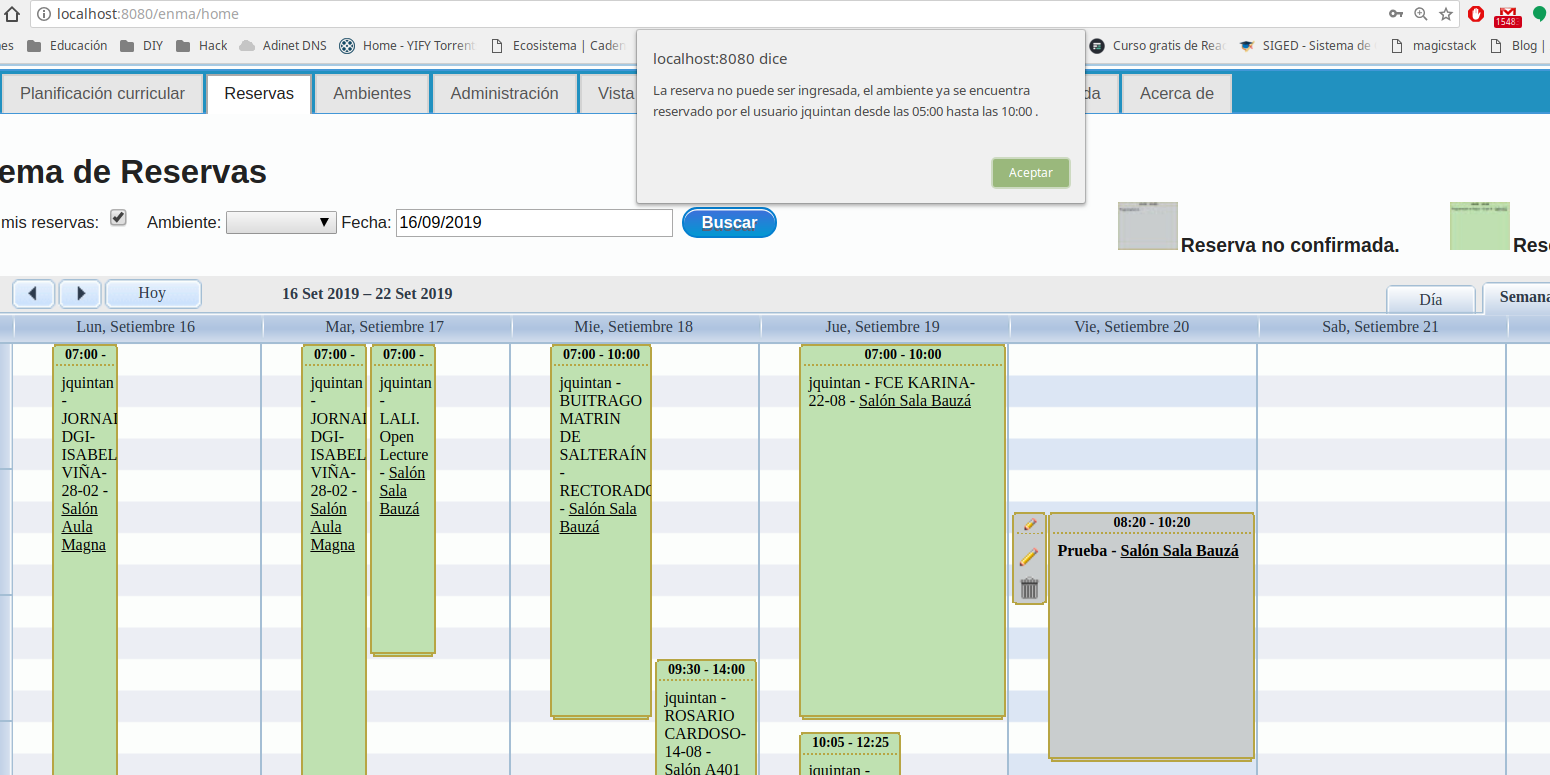 localhost:8080/enma/home
1548
nes Educación DIY Hack Adinet DNS Home - YIFY Torrent Ecosistema | Caden Curso gratis de Reac SIGED - Sistema de magicstack Blog |
localhost:8080 dice
La reserva no puede ser ingresada, el ambiente ya se encuentra
reservado por el usuario jquintan desde las 05:00 hasta las 10:00 .
Aceptar
Planificación curricular Reservas Ambientes Administración Vista da Acerca de
ema de Reservas
mis reservas: Ambiente: Fecha: 16/09/2019 Buscar
Reserva no confirmada. Res
Hoy 16 Set 2019 – 22 Set 2019 Día Semana
Lun, Setiembre 16 Mar, Setiembre 17 Mie, Setiembre 18 Jue, Setiembre 19 Vie, Setiembre 20 Sab, Setiembre 21
07:00 -
jquintan
-
JORNAI
DGI-
ISABEL
VIÑA-
28-02 -
Salón
Aula
Magna
07:00 -
jquintan
-
JORNAI
DGI-
ISABEL
VIÑA-
28-02 -
Salón
Aula
Magna
07:00 -
jquintan
-
LALI.
Open
Lecture
- Salón
Sala
Bauzá
07:00 - 10:00
jquintan -
BUITRAGO
MATRIN
DE
SALTERAÍN
-
RECTORADO
- Salón Sala
Bauzá
09:30 - 14:00
jquintan -
ROSARIO
CARDOSO-
14-08 -
Salón A401
07:00 - 10:00
jquintan - FCE KARINA-
22-08 - Salón Sala Bauzá
10:05 - 12:25
jquintan -
08:20 - 10:20
Prueba - Salón Sala Bauzá